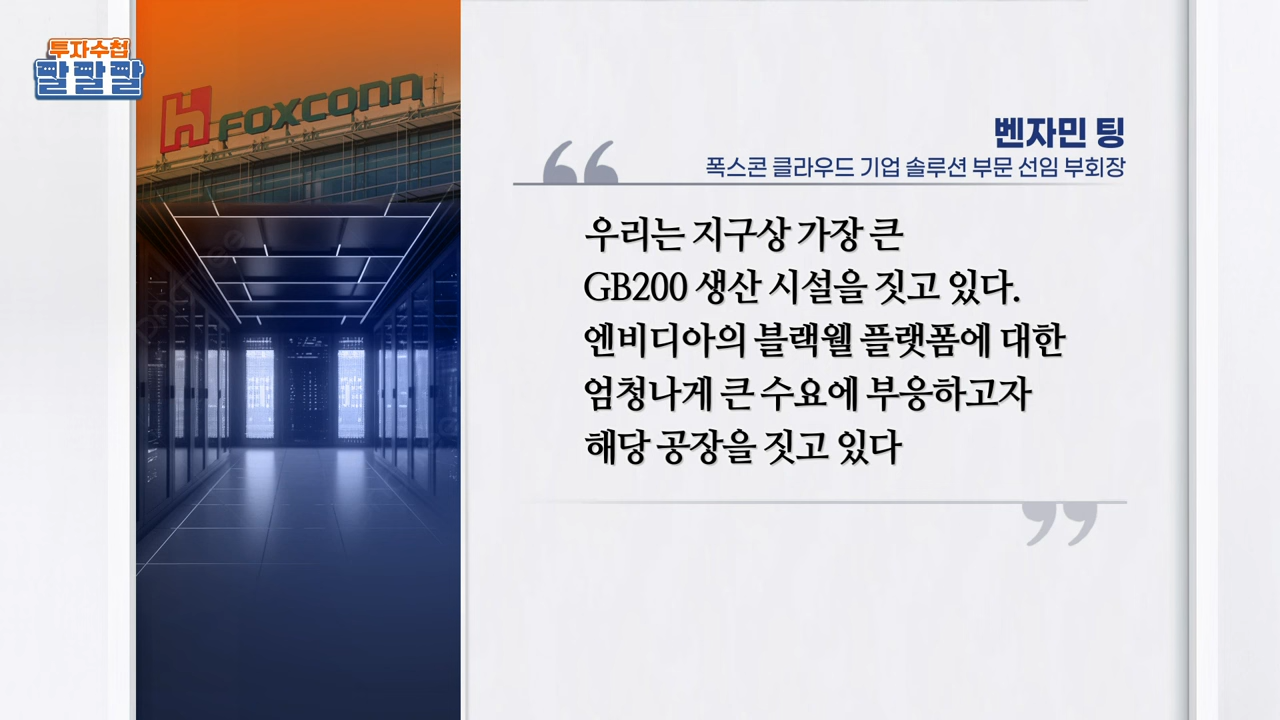 투자수첩
팔팔팔
FOXCONN
벤자민 팅
폭스콘 클라우드 기업 솔루션 부문 선임 부회장
“
우리는 지구상 가장 큰
GB200 생산 시설을 짓고 있다.
엔비디아의 블랙웰 플랫폼에 대한
엄청나게 큰 수요에 부응하고자
해당 공장을 짓고 있다
”